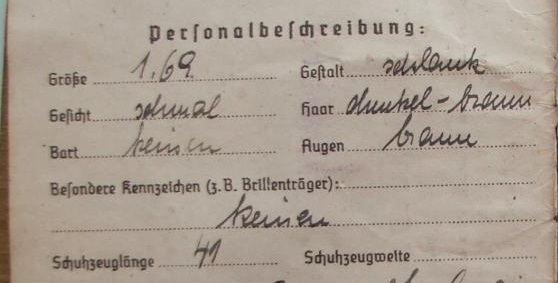 Personalbeschreibung:
Größe 1,69 Gestalt schlank
Gesicht schmal Haar dunkel-braun
Bart keinen Augen braun
Besondere Kennzeichen (z.B. Brillenträger):
keinen
Schuhzeuglänge 41 Schuhzeugweite